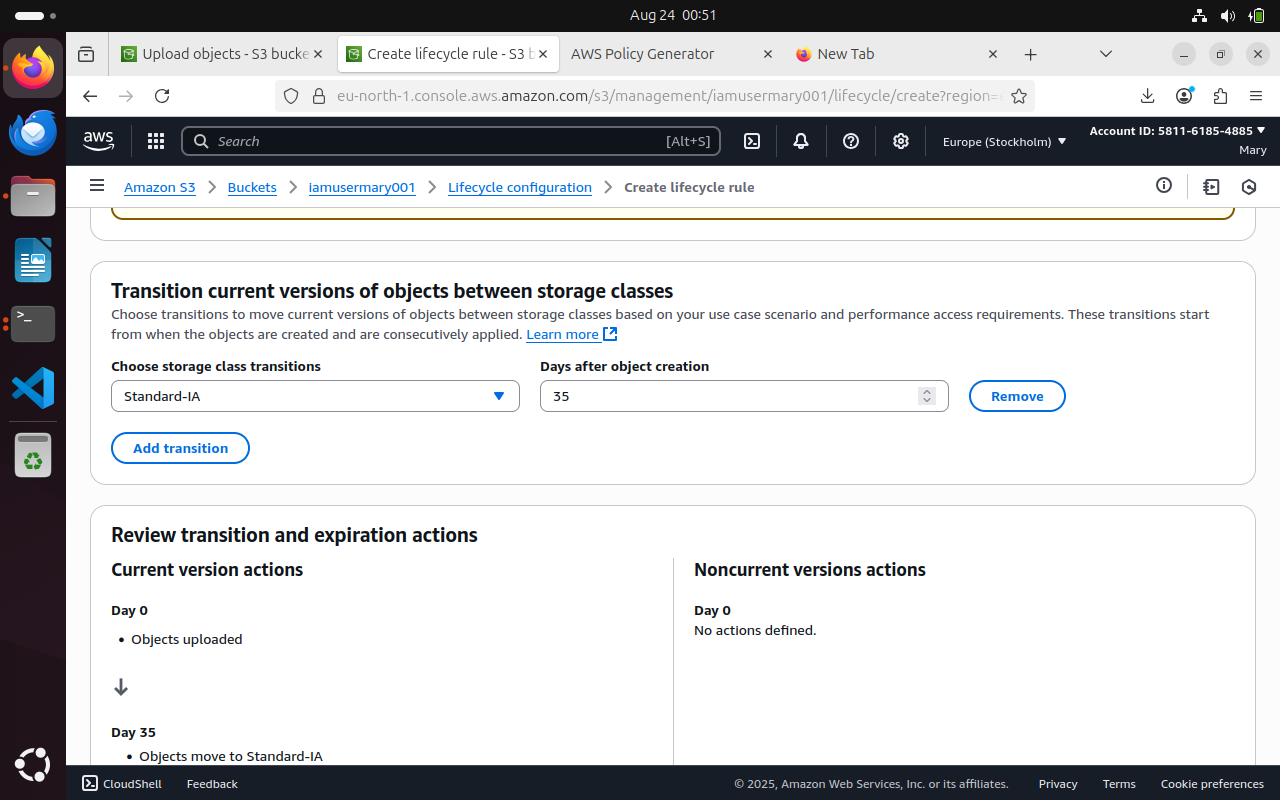 Aug 24 00:51
Upload objects - S3 bucke
Create lifecycle rule - S3 b
AWS Policy Generator
New Tab
eu-north-1.console.aws.amazon.com/s3/management/iamusermary001/lifecycle/create?region=
aws
Search
[Alt+S]
Europe (Stockholm)
Account ID: 5811-6185-4885
Mary
Amazon S3
Buckets
iamusermary001
Lifecycle configuration
Create lifecycle rule
Transition current versions of objects between storage classes
Choose transitions to move current versions of objects between storage classes based on your use case scenario and performance access requirements. These transitions start
from when the objects are created and are consecutively applied. Learn more
Choose storage class transitions
Days after object creation
Standard-IA
35
Remove
Add transition
Review transition and expiration actions
Current version actions
Noncurrent versions actions
Day 0
Day 0
• Objects uploaded
No actions defined.
Day 35
• Objects move to Standard-IA
CloudShell
Feedback
© 2025, Amazon Web Services, Inc. or its affiliates.
Privacy
Terms
Cookie preferences